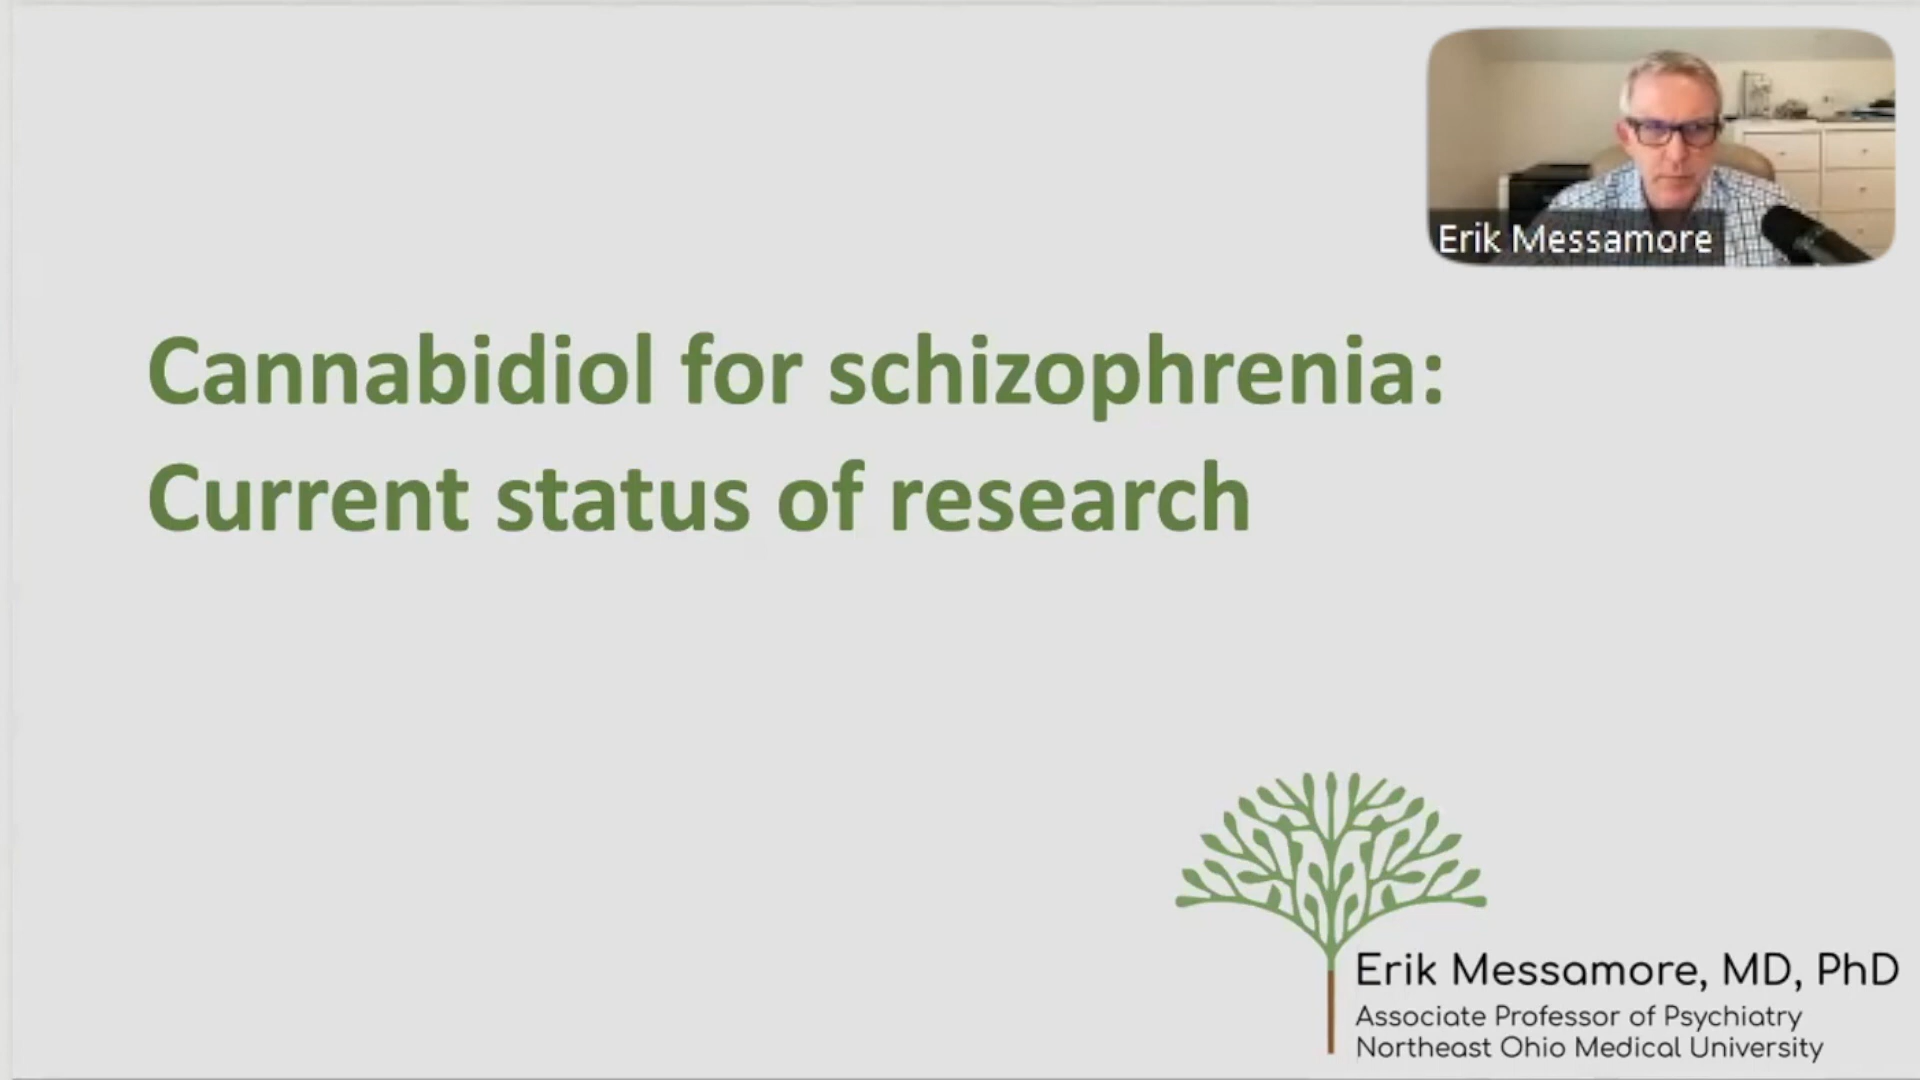 Erik Messamore
Cannabidiol for schizophrenia:
Current status of research
Erik Messamore, MD, PhD
Associate Professor of Psychiatry
Northeast Ohio Medical University